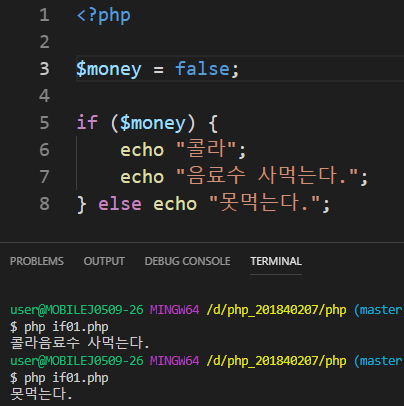 1 <?php
2
3 $money = false;
4
5 if ($money) {
6 echo "콜라";
7 echo "음료수 사먹는다.";
8 } else echo "못먹는다.";
PROBLEMS OUTPUT DEBUG CONSOLE TERMINAL
user@MOBILEJ0509-26 MINGW64 /d/php_201840207/php (master
$ php if01.php
콜라음료수 사먹는다.
user@MOBILEJ0509-26 MINGW64 /d/php_201840207/php (master
$ php if01.php
못먹는다.